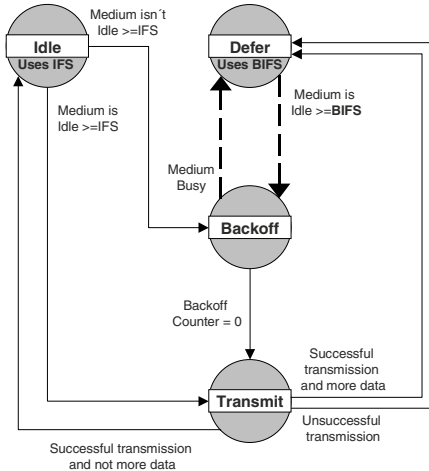 Medium isn´t
Idle >=IFS
Idle
Uses IFS
Defer
Uses BIFS
Medium is
Idle >=IFS
Medium is
Idle >=BIFS
Medium
Busy
Backoff
Backoff
Counter = 0
Successful
transmission
and more data
Transmit
Unsuccessful
transmission
Successful transmission
and not more data